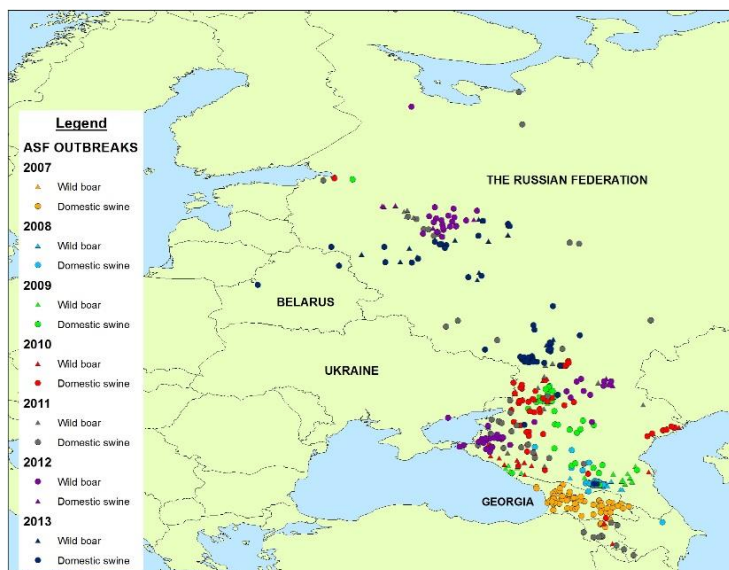 Legend
ASF OUTBREAKS
2007
Wild boar
Domestic swine
2008
Wild boar
Domestic swine
2009
Wild boar
Domestic swine
2010
Wild boar
Domestic swine
2011
Wild boar
Domestic swine
2012
Wild boar
Domestic swine
2013
Wild boar
Domestic swine
THE RUSSIAN FEDERATION
BELARUS
UKRAINE
GEORGIA